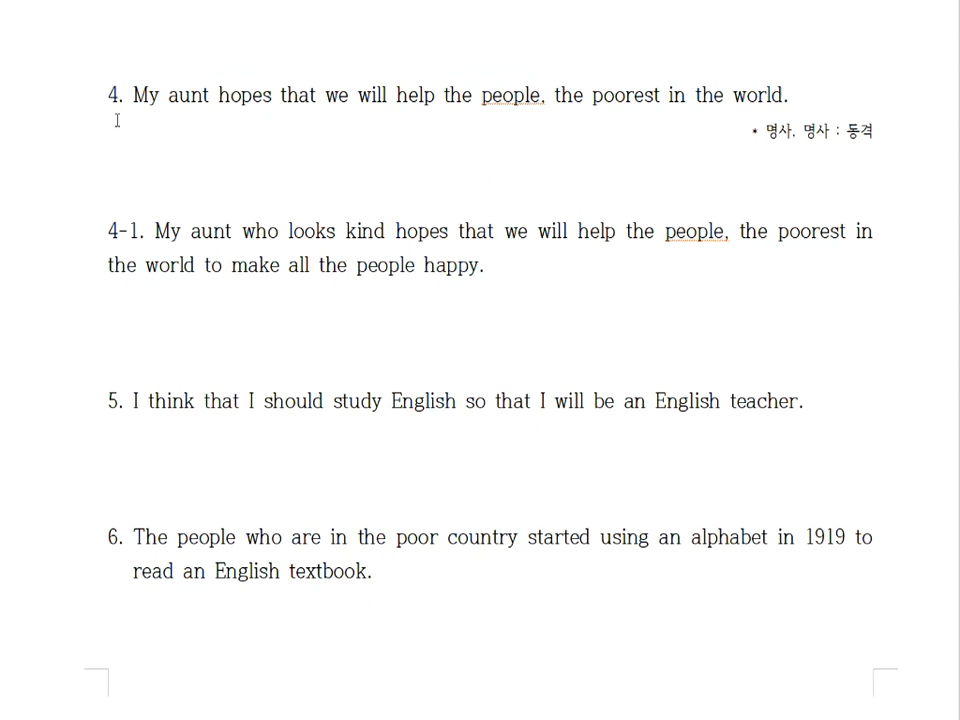 4. My aunt hopes that we will help the people, the poorest in the world.
* 명사, 명사 : 동격
4-1. My aunt who looks kind hopes that we will help the people, the poorest in
the world to make all the people happy.
5. I think that I should study English so that I will be an English teacher.
6. The people who are in the poor country started using an alphabet in 1919 to
read an English textbook.